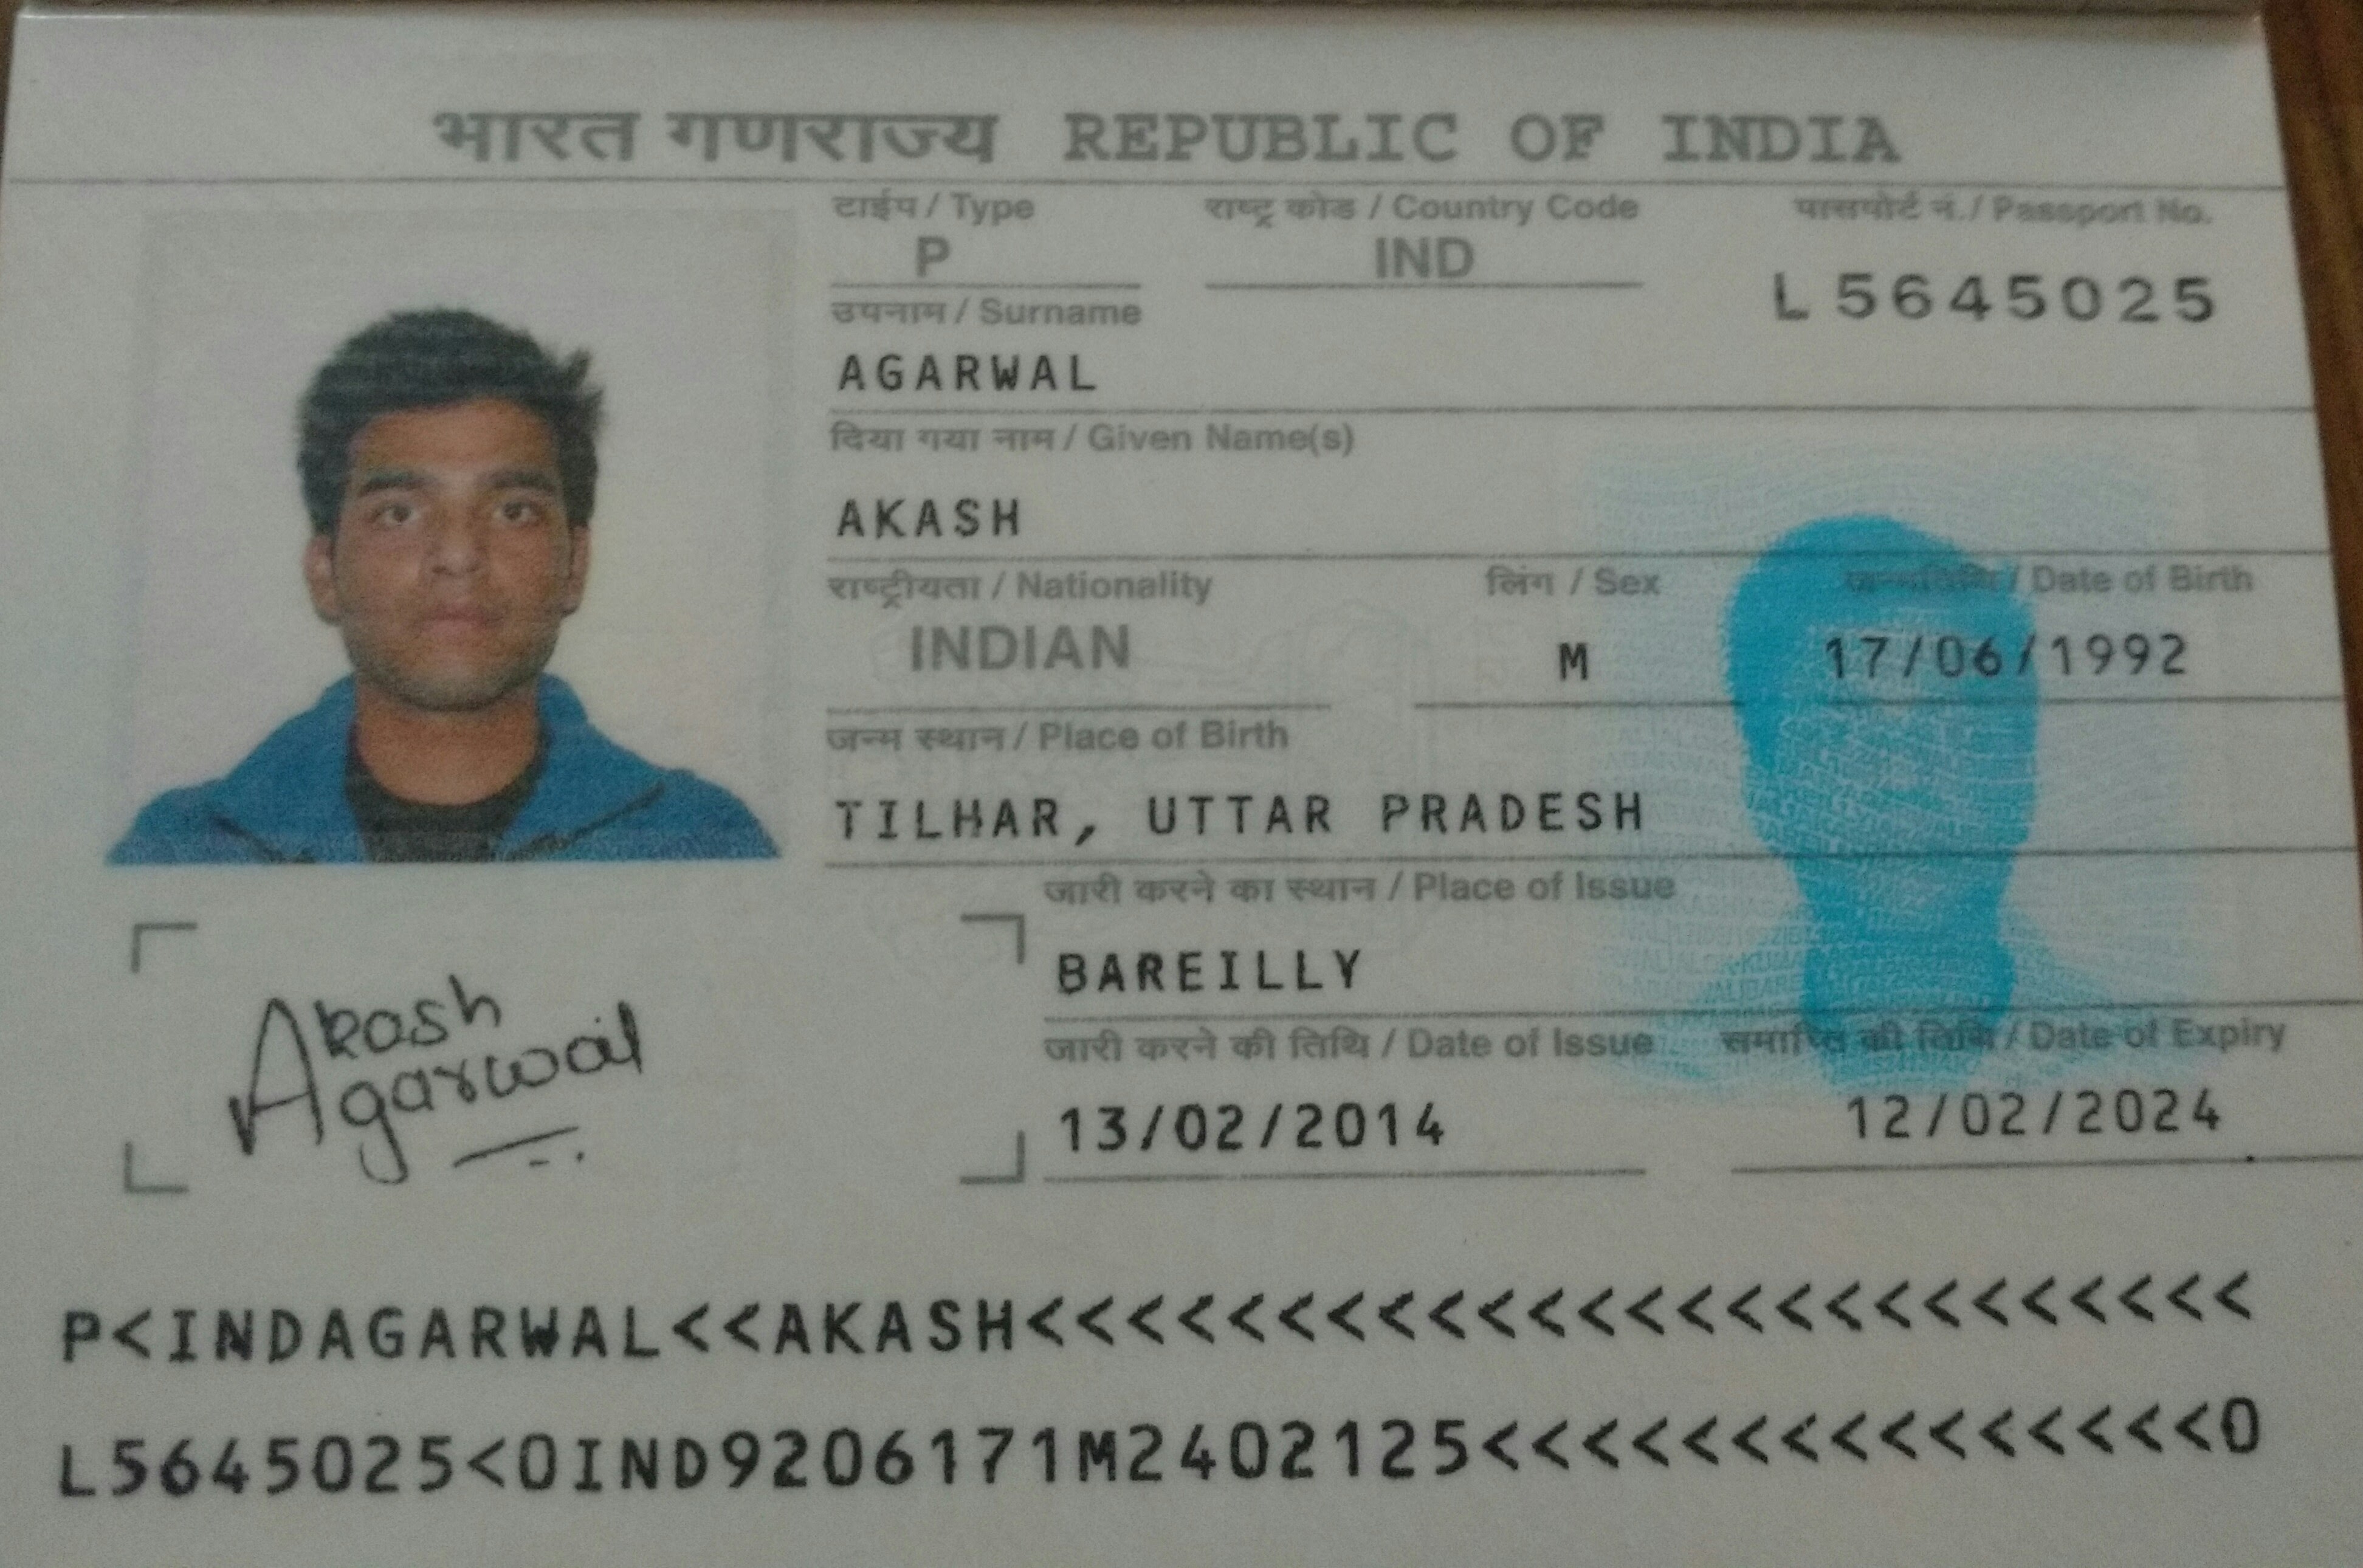 भारत गणराज्य REPUBLIC OF INDIA
टाईप / Type राष्ट्र कोड / Country Code पासपोर्ट नं. / Passport No.
P IND L5645025
उपनाम / Surname
AGARWAL
दिया गया नाम / Given Name(s)
AKASH
राष्ट्रीयता / Nationality लिंग / Sex जन्मतिथि / Date of Birth
INDIAN M 17/06/1992
जन्म स्थान / Place of Birth
TILHAR, UTTAR PRADESH
जारी करने का स्थान / Place of Issue
BAREILLY
Akash
Agarwal
जारी करने की तिथि / Date of Issue समाप्ति की तिथि / Date of Expiry
13/02/2014 12/02/2024
P<INDAGARWAL<<AKASH<<<<<<<<<<<<<<<<<<<<<<<<<
L5645025<0IND9206171M2402125<<<<<<<<<<<<<<<0